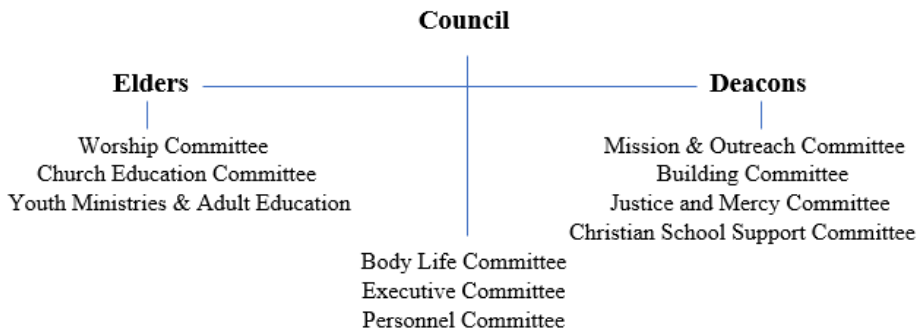 Council
Elders
Deacons
Worship Committee
Church Education Committee
Youth Ministries & Adult Education
Mission & Outreach Committee
Building Committee
Justice and Mercy Committee
Christian School Support Committee
Body Life Committee
Executive Committee
Personnel Committee